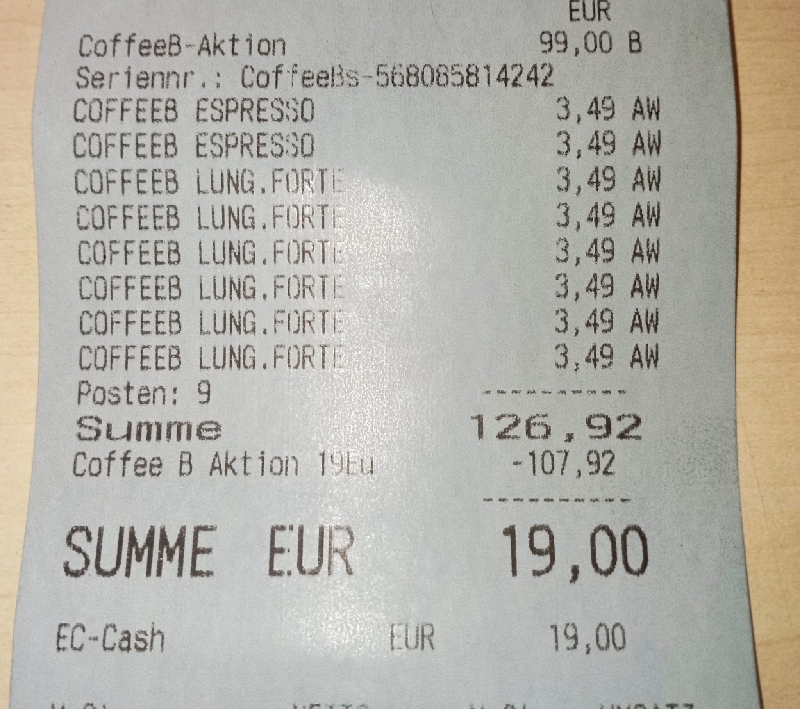 EUR
CoffeeB-Aktion 99,00 B
Seriennr.: CoffeeBs-568085814242
COFFEEB ESPRESSO 3,49 AW
COFFEEB ESPRESSO 3,49 AW
COFFEEB LUNG.FORTE 3,49 AW
COFFEEB LUNG.FORTE 3,49 AW
COFFEEB LUNG.FORTE 3,49 AW
COFFEEB LUNG.FORTE 3,49 AW
COFFEEB LUNG.FORTE 3,49 AW
COFFEEB LUNG.FORTE 3,49 AW
Posten: 9
Summe 126,92
Coffee B Aktion 19Eu -107,92
SUMME EUR 19,00
EC-Cash EUR 19,00